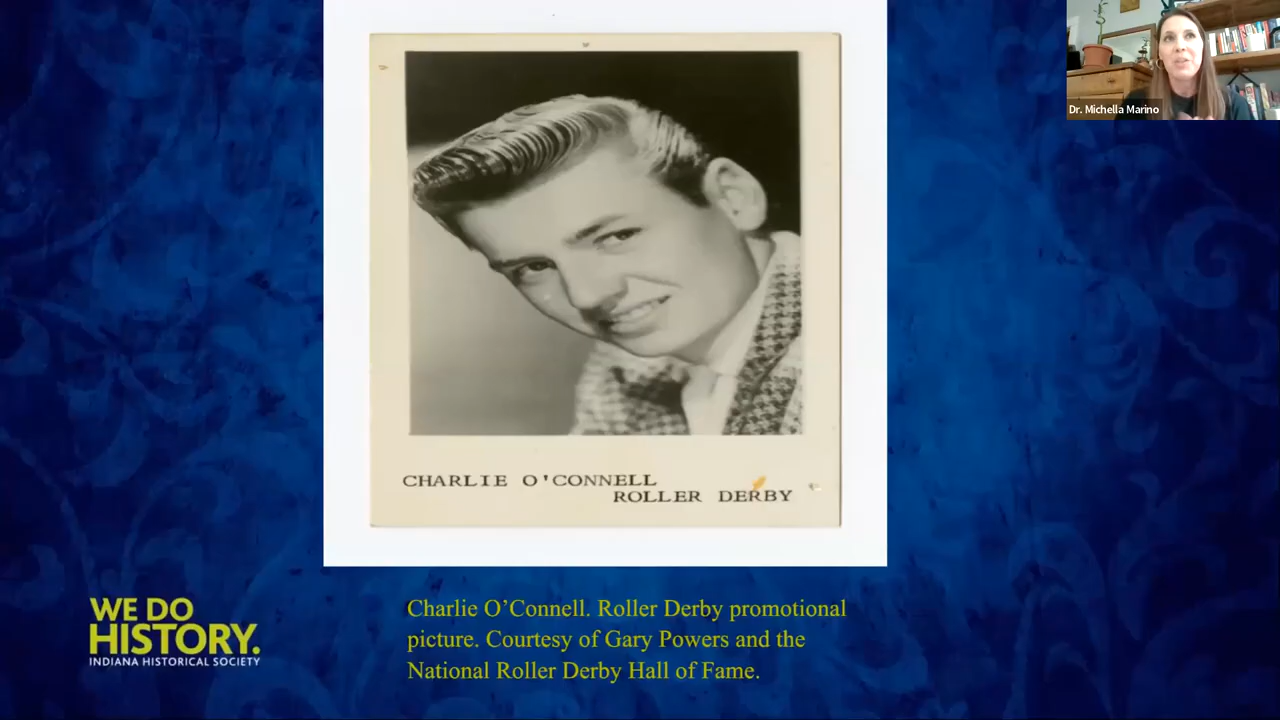 Dr. Michella Marino
CHARLIE O'CONNELL
ROLLER DERBY
WE DO
HISTORY.
INDIANA HISTORICAL SOCIETY
Charlie O’Connell. Roller Derby promotional
picture. Courtesy of Gary Powers and the
National Roller Derby Hall of Fame.